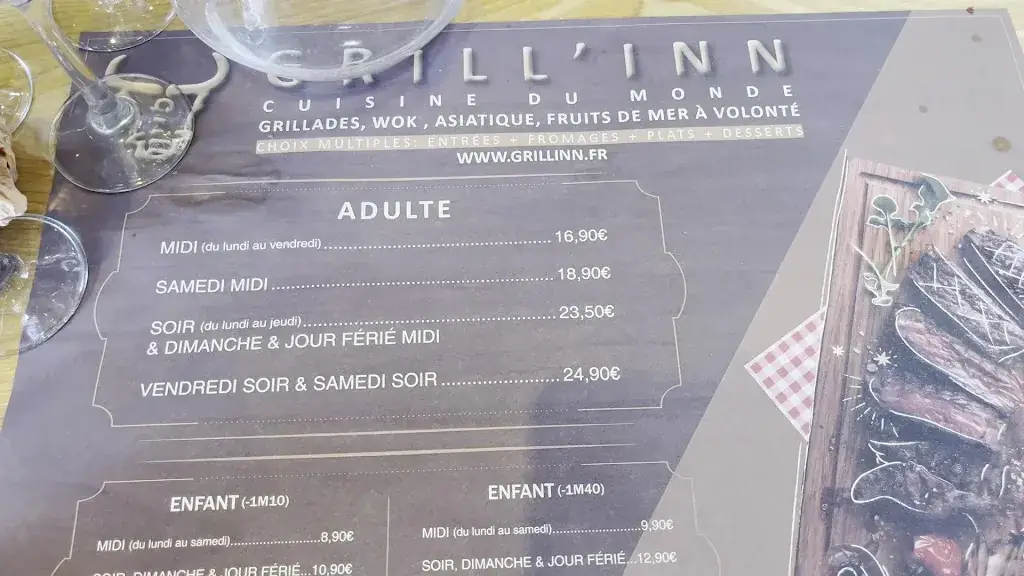 GRILL'INN
CUISINE DU MONDE
GRILLADES, WOK , ASIATIQUE, FRUITS DE MER À VOLONTÉ
CHOIX MULTIPLES: ENTRÉES + FROMAGES + PLATS + DESSERTS
WWW.GRILLINN.FR
ADULTE
MIDI (du lundi au vendredi)......................................16,90€
SAMEDI MIDI................................................18,90€
SOIR (du lundi au jeudi)...........................................23,50€
& DIMANCHE & JOUR FÉRIÉ MIDI
VENDREDI SOIR & SAMEDI SOIR....................24,90€
ENFANT (-1M10)
MIDI (du lundi au samedi)..................8,90€
SOIR, DIMANCHE & JOUR FÉRIÉ...10,90€
ENFANT (-1M40)
MIDI (du lundi au samedi)..................9,90€
SOIR, DIMANCHE & JOUR FÉRIÉ...12,90€